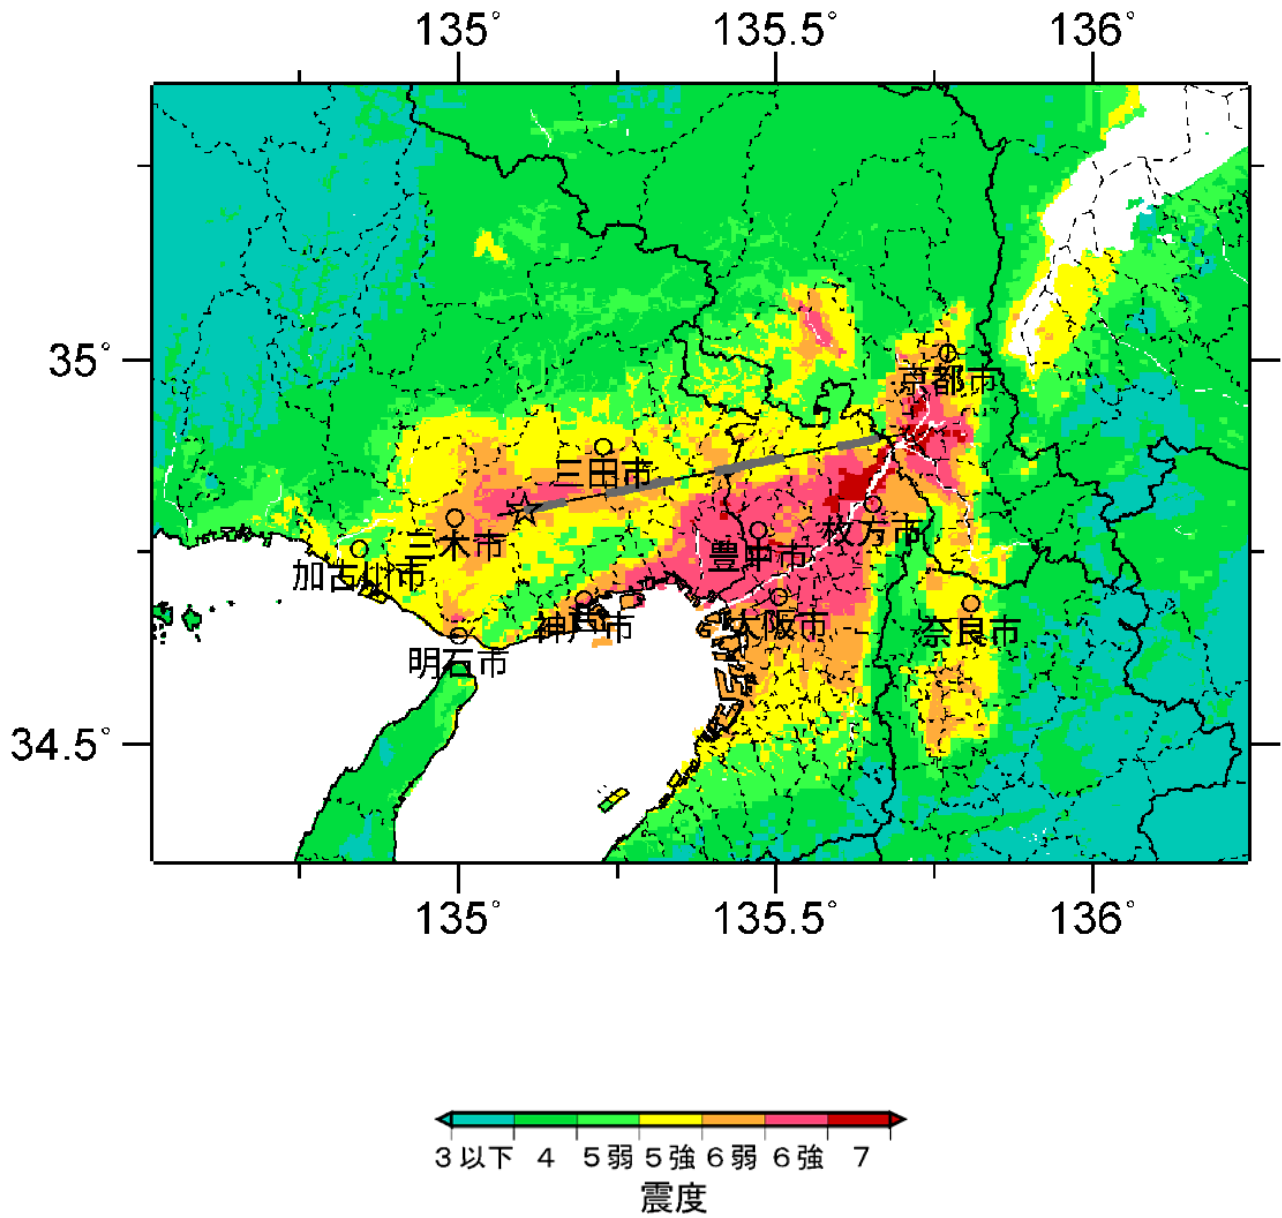 135° 135.5° 136°
35°
34.5°
京都市
三田市
三木市
枚方市
豊中市
加古川市
神戸市
大阪市
奈良市
明石市
135° 135.5° 136°
3以下 4 5弱 5強 6弱 6強 7
震度